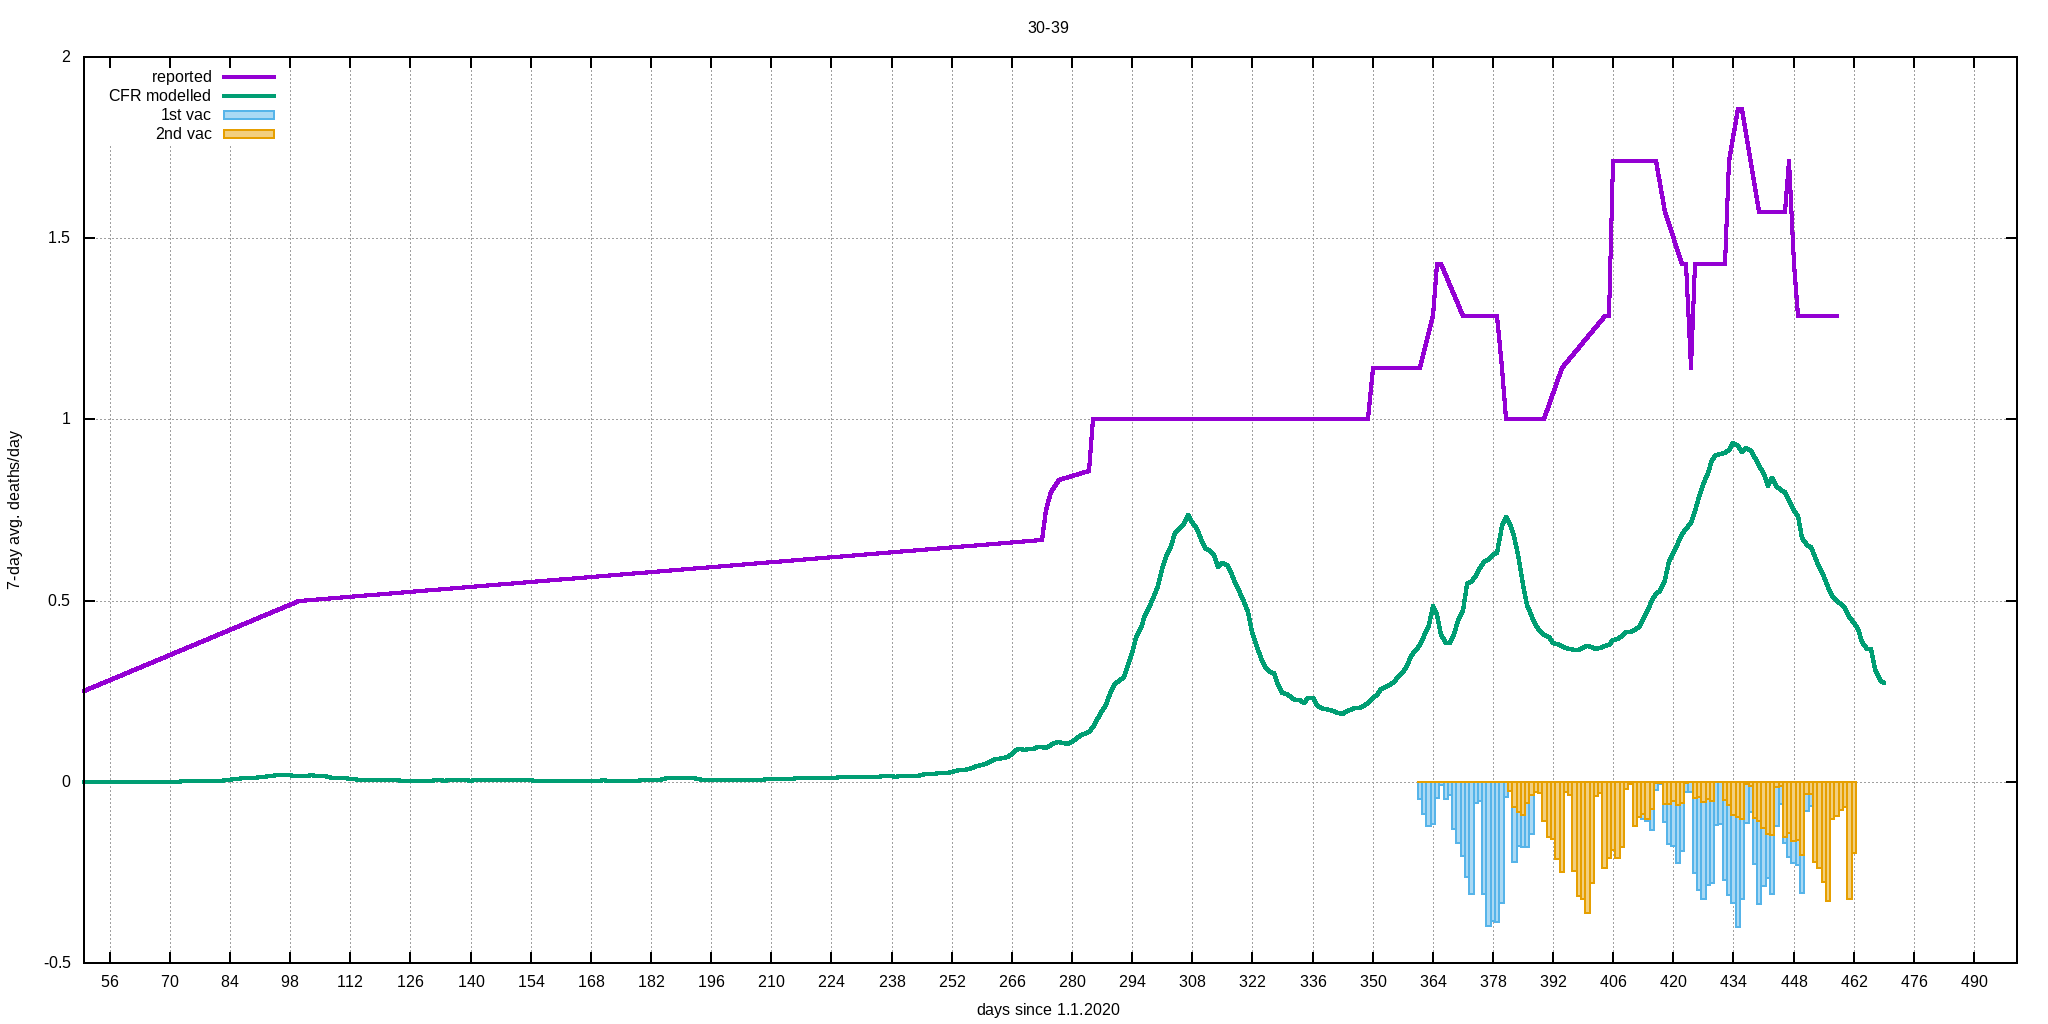 30-39
reported
CFR modelled
1st vac
2nd vac
7-day avg. deaths/day
2
1.5
1
0.5
0
-0.5
56 70 84 98 112 126 140 154 168 182 196 210 224 238 252 266 280 294 308 322 336 350 364 378 392 406 420 434 448 462 476 490
days since 1.1.2020